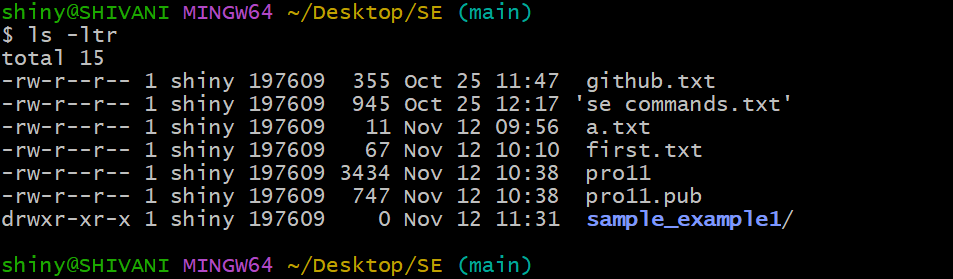 shiny@SHIVANI MINGW64 ~/Desktop/SE (main)
$ ls -ltr
total 15
-rw-r--r-- 1 shiny 197609  355 Oct 25 11:47  github.txt
-rw-r--r-- 1 shiny 197609  945 Oct 25 12:17 'se commands.txt'
-rw-r--r-- 1 shiny 197609   11 Nov 12 09:56  a.txt
-rw-r--r-- 1 shiny 197609   67 Nov 12 10:10  first.txt
-rw-r--r-- 1 shiny 197609 3434 Nov 12 10:38  pro11
-rw-r--r-- 1 shiny 197609  747 Nov 12 10:38  pro11.pub
drwxr-xr-x 1 shiny 197609    0 Nov 12 11:31  sample_example1/
shiny@SHIVANI MINGW64 ~/Desktop/SE (main)